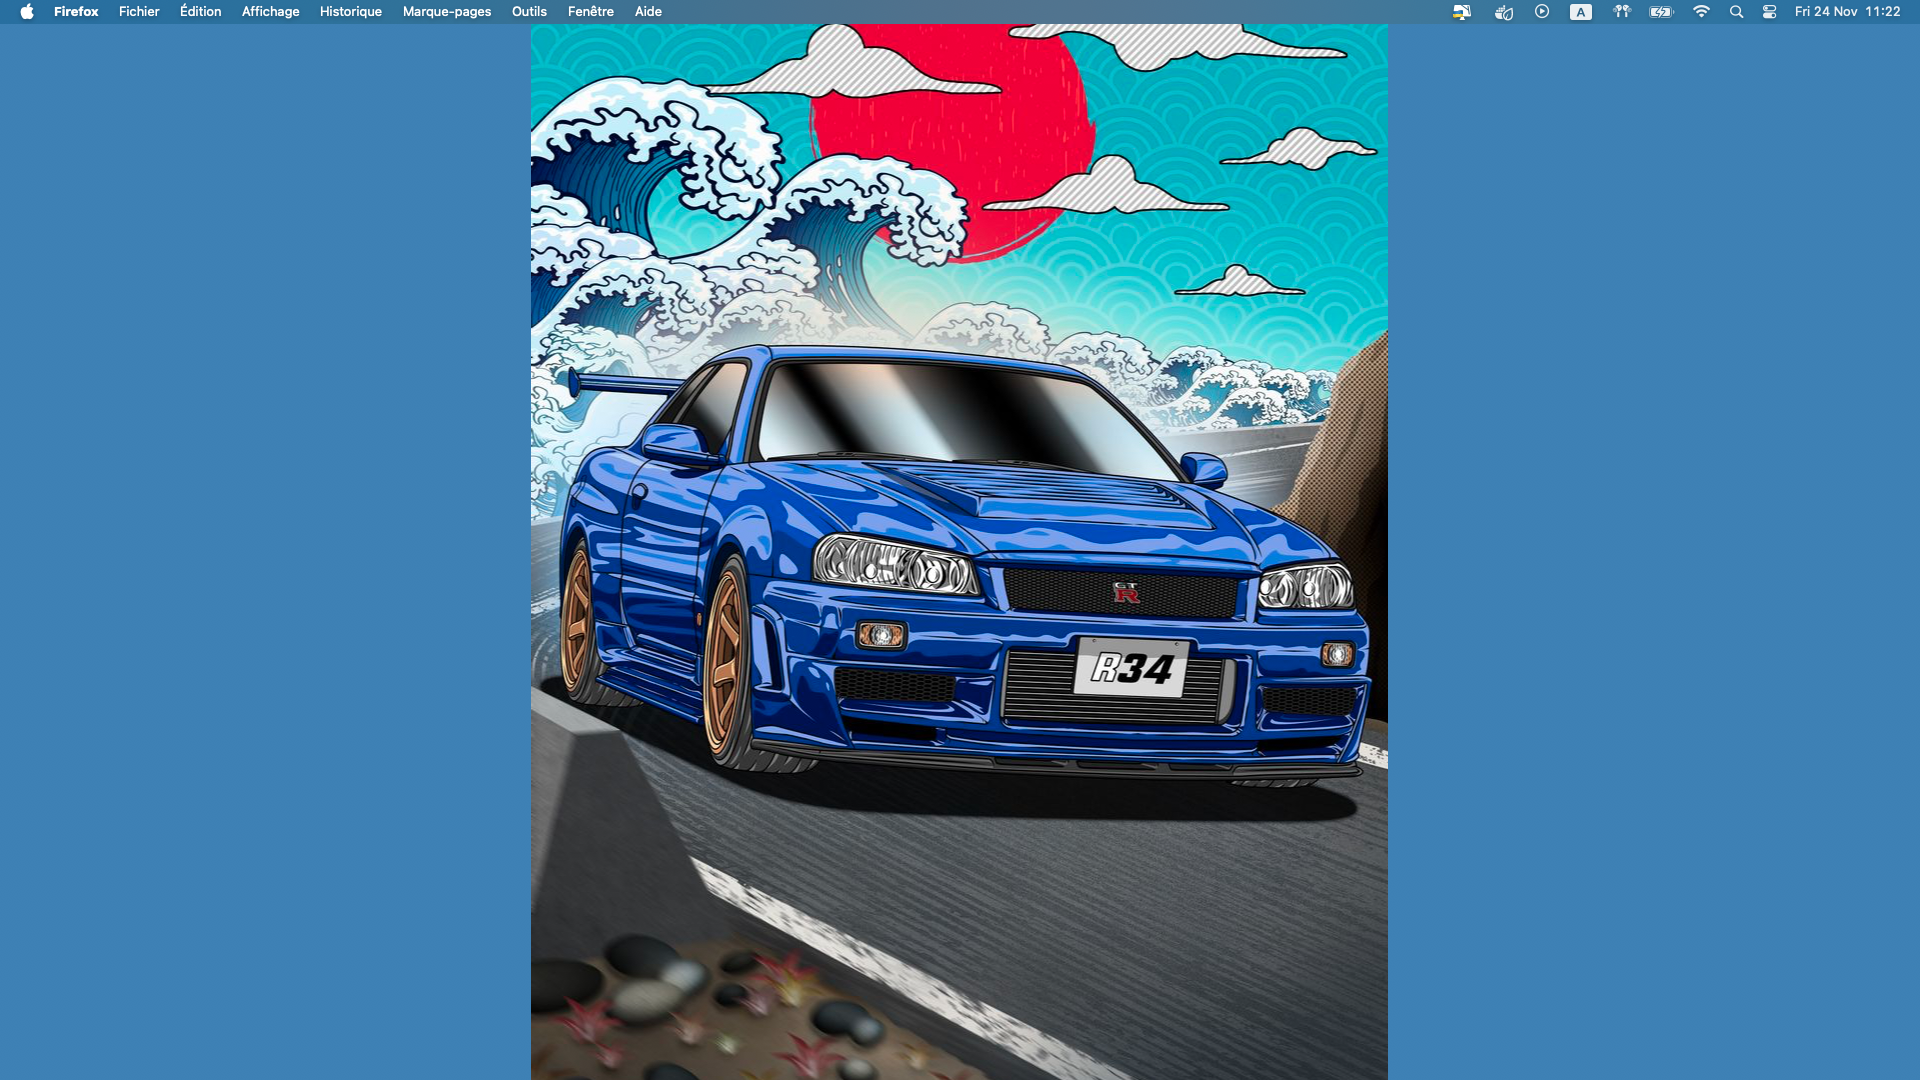 Firefox Fichier Édition Affichage Historique Marque-pages Outils Fenêtre Aide A Fri 24 Nov 11:22
GT
R
R34